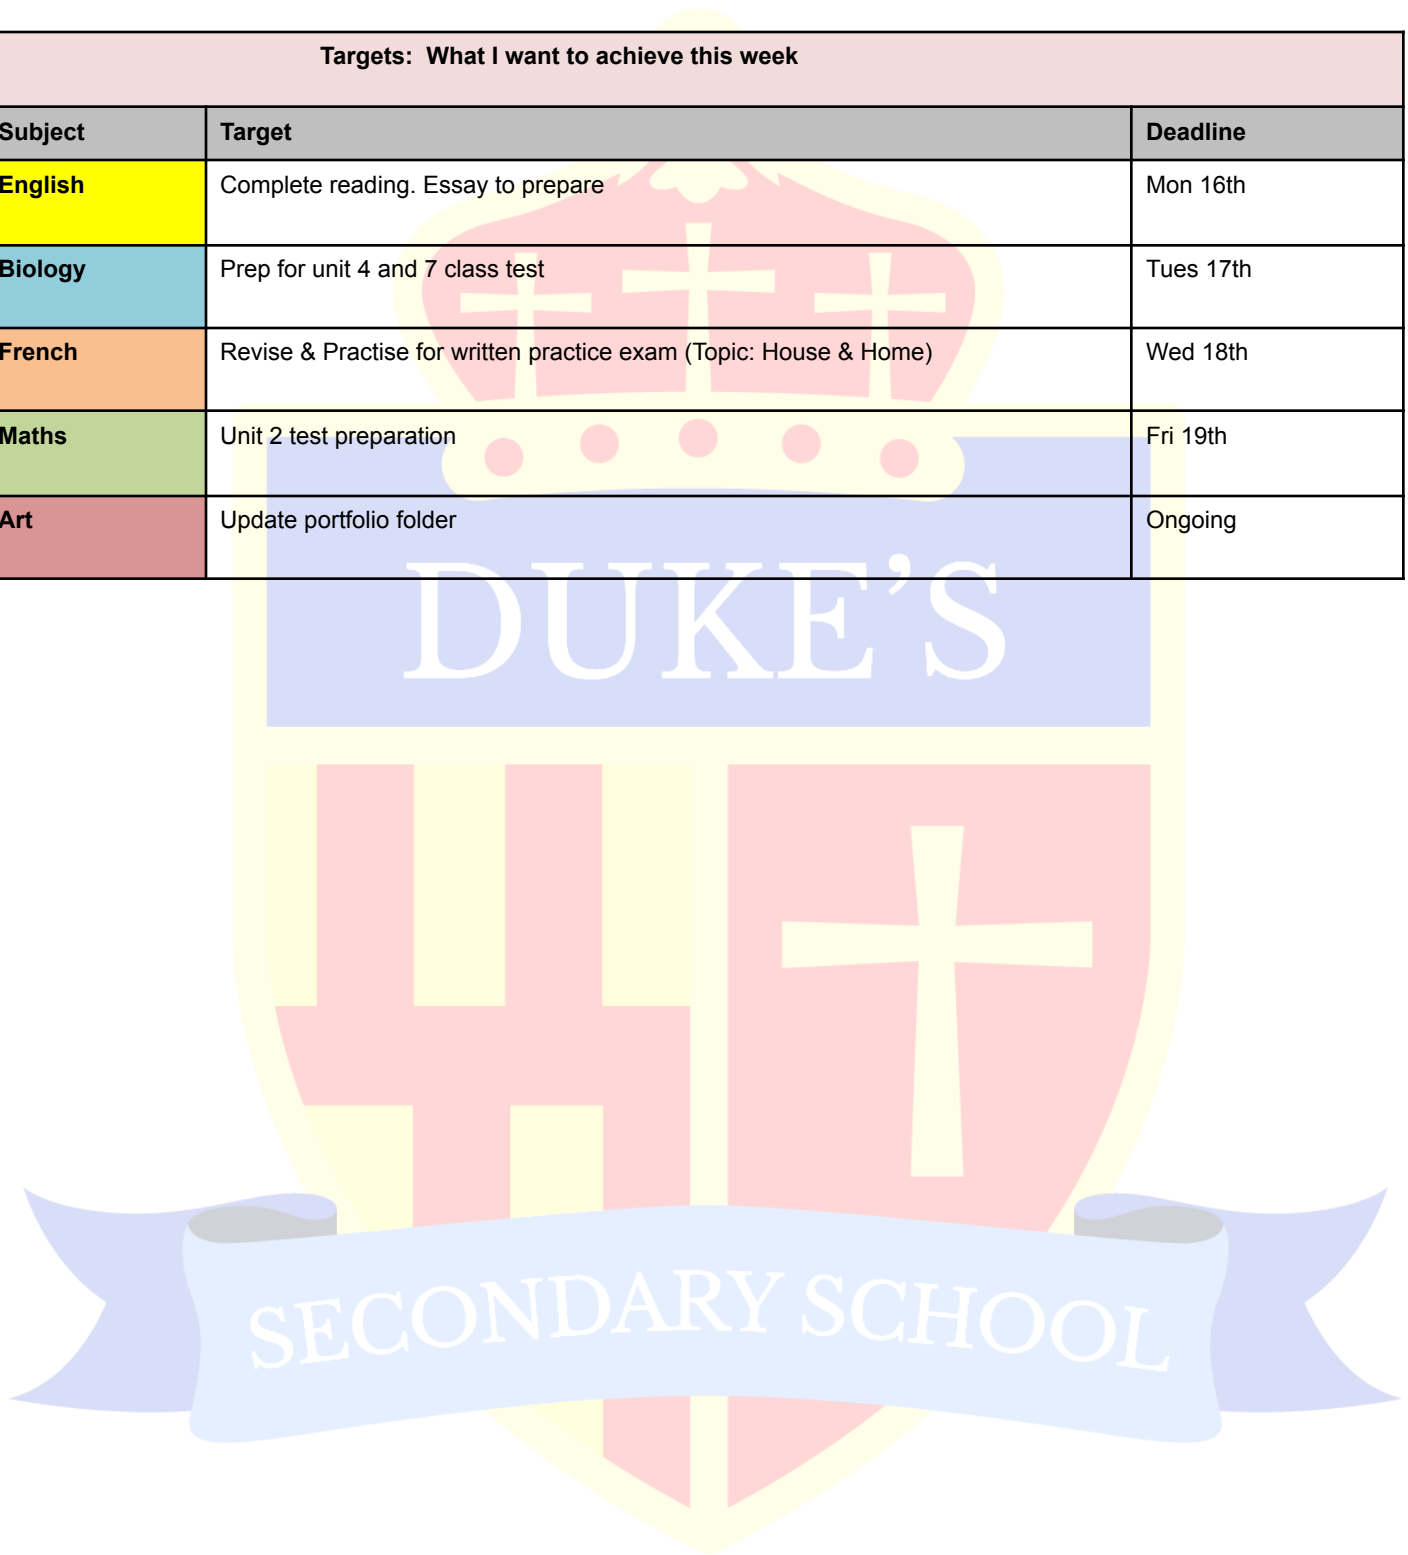 Targets:  What I want to achieve this week
Subject Target Deadline
English Complete reading. Essay to prepare Mon 16th
Biology Prep for unit 4 and 7 class test Tues 17th
French Revise & Practise for written practice exam (Topic: House & Home) Wed 18th
Maths Unit 2 test preparation Fri 19th
Art Update portfolio folder Ongoing
DUKE’S
SECONDARY SCHOOL